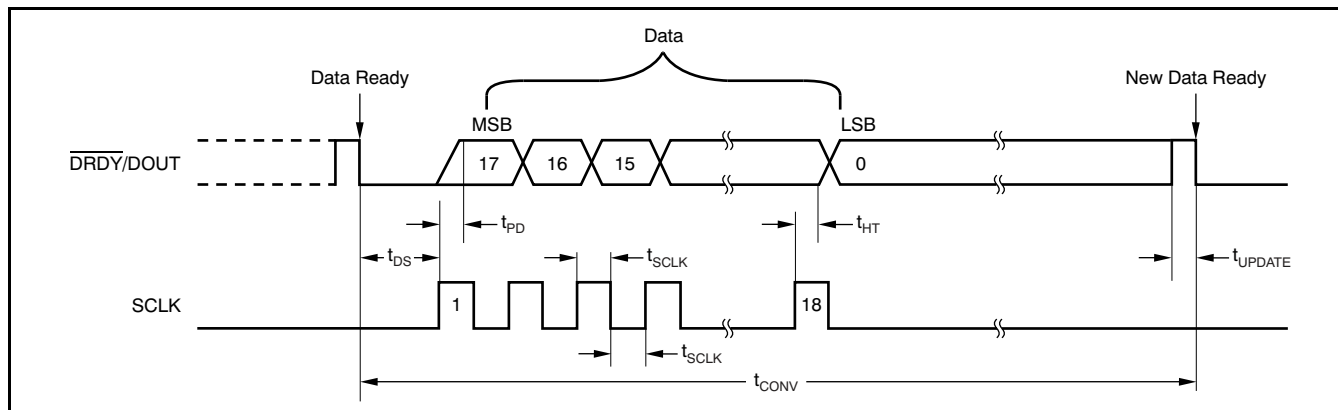 Data
Data Ready
New Data Ready
MSB
LSB
DRDY/DOUT
17
16
15
0
tPD
tHT
tDS
tSCLK
tUPDATE
SCLK
1
18
tSCLK
tCONV